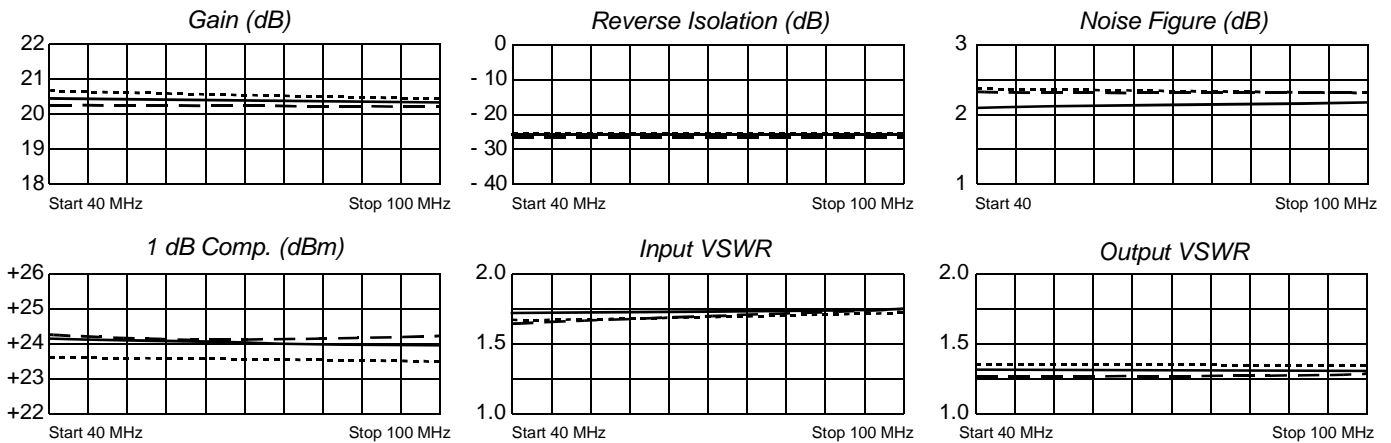 Gain (dB)
22
21
20
19
18
Start 40 MHz
Stop 100 MHz
Reverse Isolation (dB)
0
- 10
- 20
- 30
- 40
Start 40 MHz
Stop 100 MHz
Noise Figure (dB)
3
2
1
Start 40
Stop 100 MHz
1 dB Comp. (dBm)
+26
+25
+24
+23
+22
Start 40 MHz
Stop 100 MHz
Input VSWR
2.0
1.5
1.0
Start 40 MHz
Stop 100 MHz
Output VSWR
2.0
1.5
1.0
Start 40 MHz
Stop 100 MHz